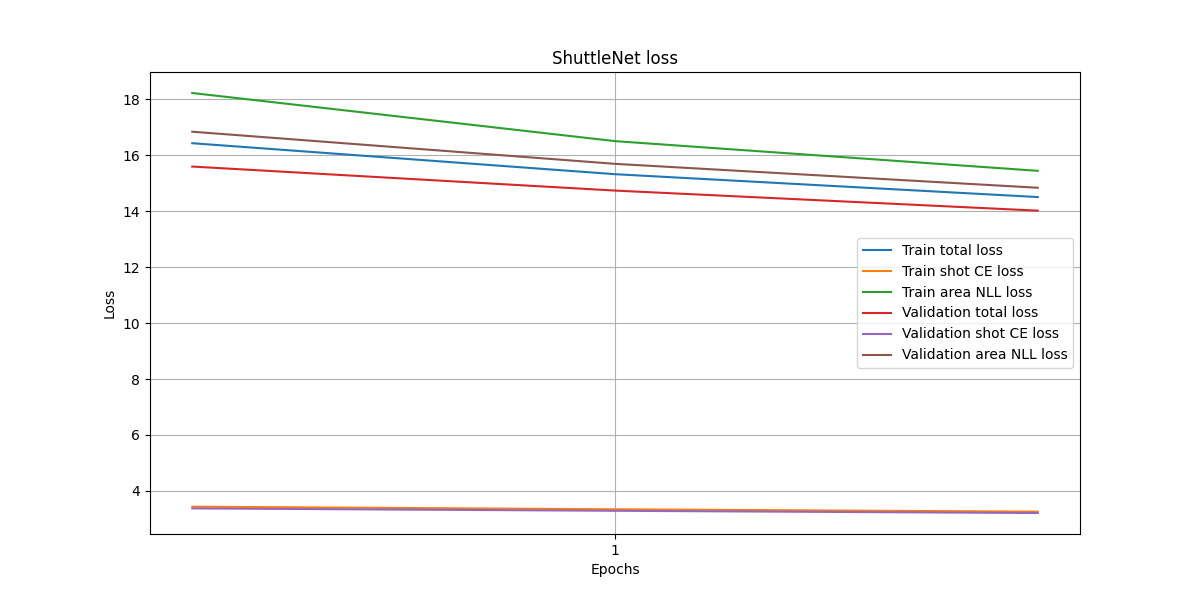 ShuttleNet loss
18
16
14
12
10
8
6
4
Loss
Train total loss
Train shot CE loss
Train area NLL loss
Validation total loss
Validation shot CE loss
Validation area NLL loss
1
Epochs